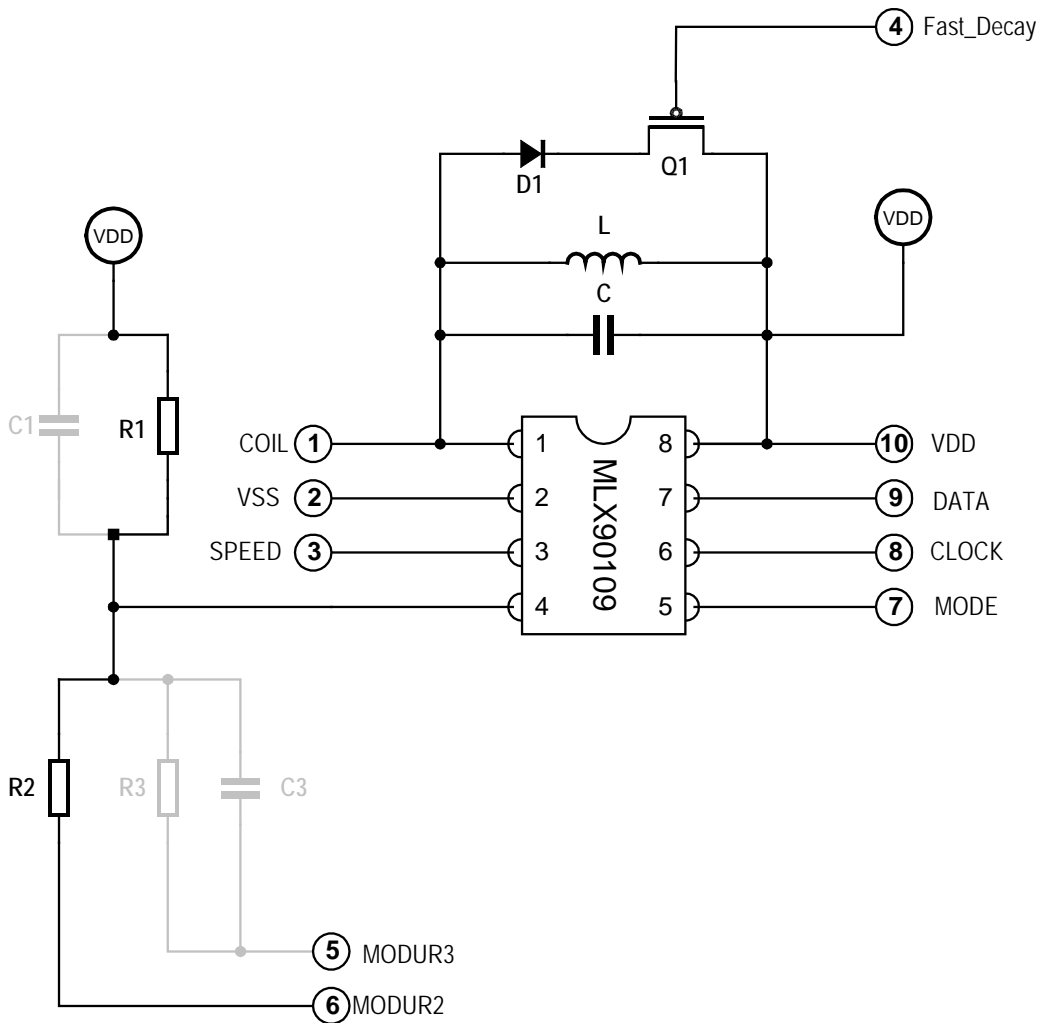 4 Fast_Decay
Q1
D1
VDD
L
VDD
C
C1
R1
COIL 1
1
8
10 VDD
VSS 2
2
7
9 DATA
SPEED 3
3
6
8 CLOCK
4
5
7 MODE
MLX90109
R2
R3
C3
5 MODUR3
6 MODUR2